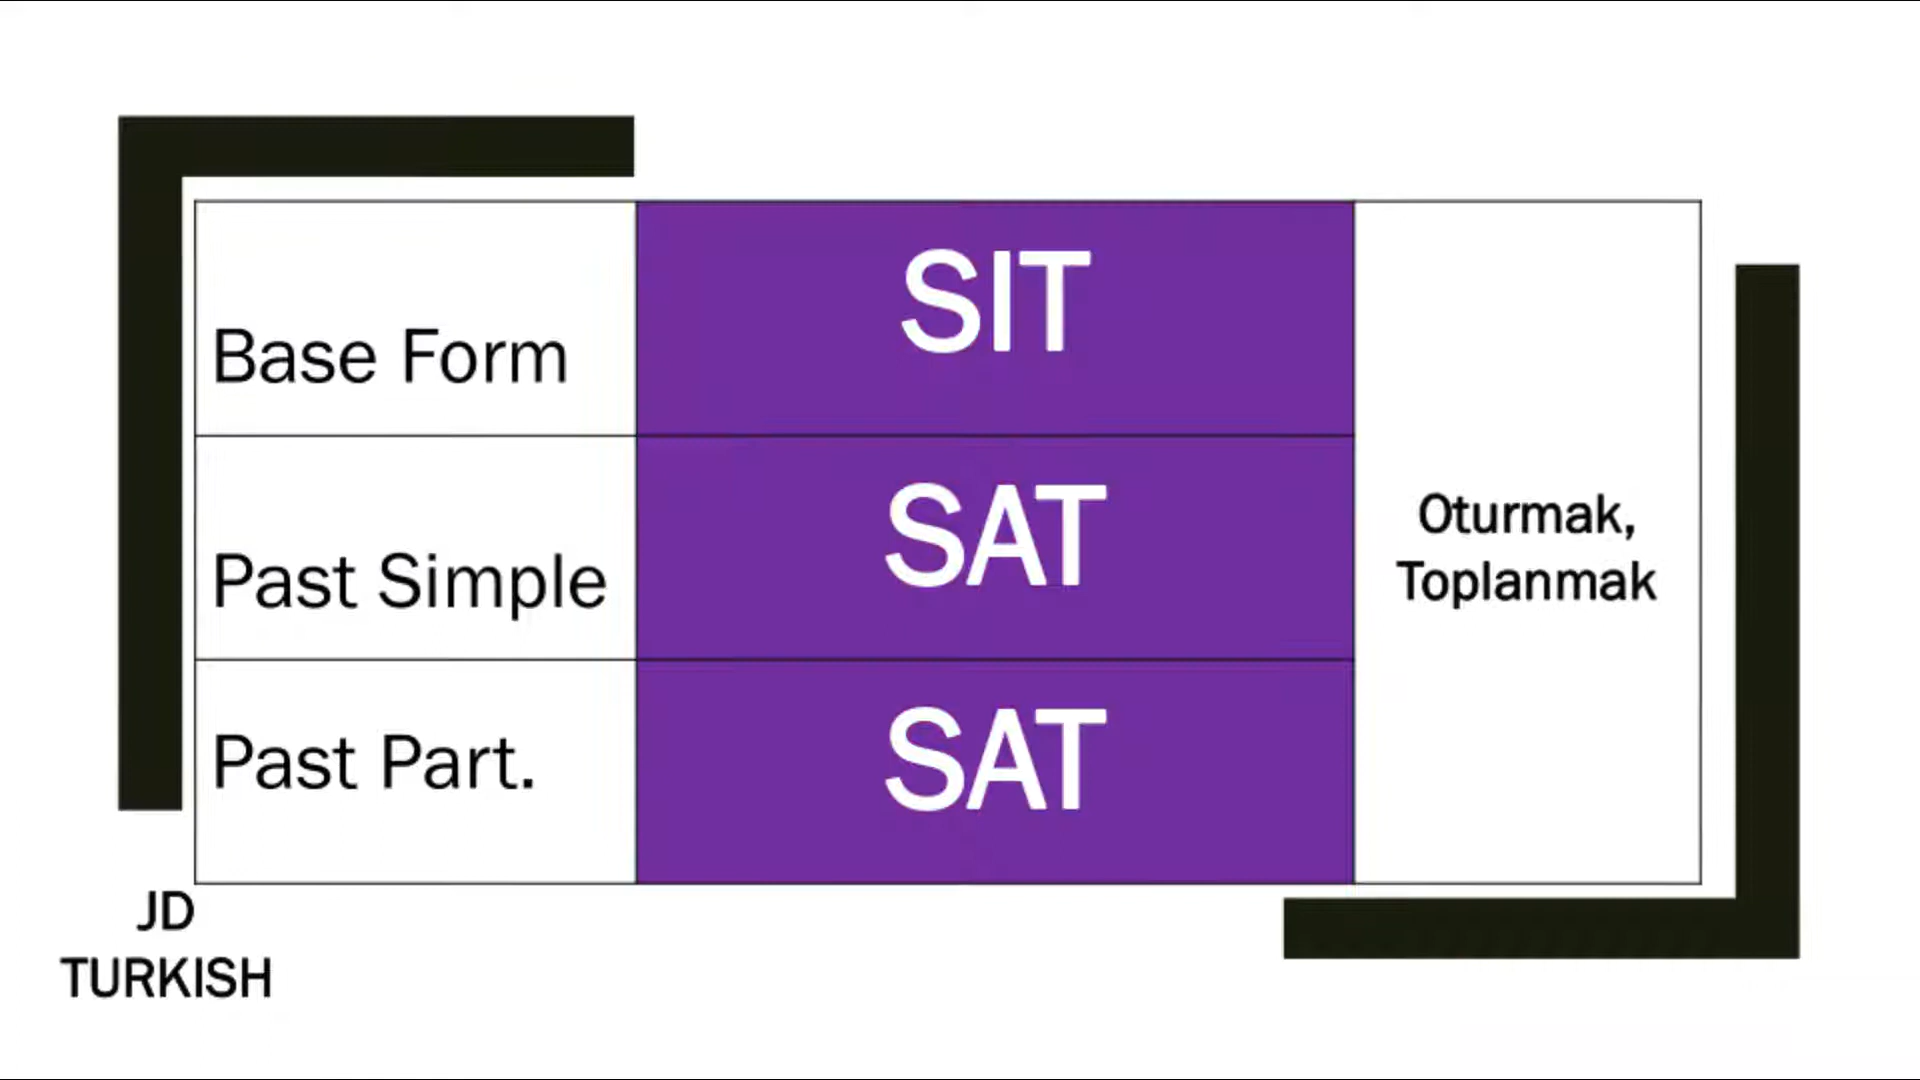 Base Form
SIT
Past Simple
SAT
Past Part.
SAT
Oturmak,
Toplanmak
JD
TURKISH